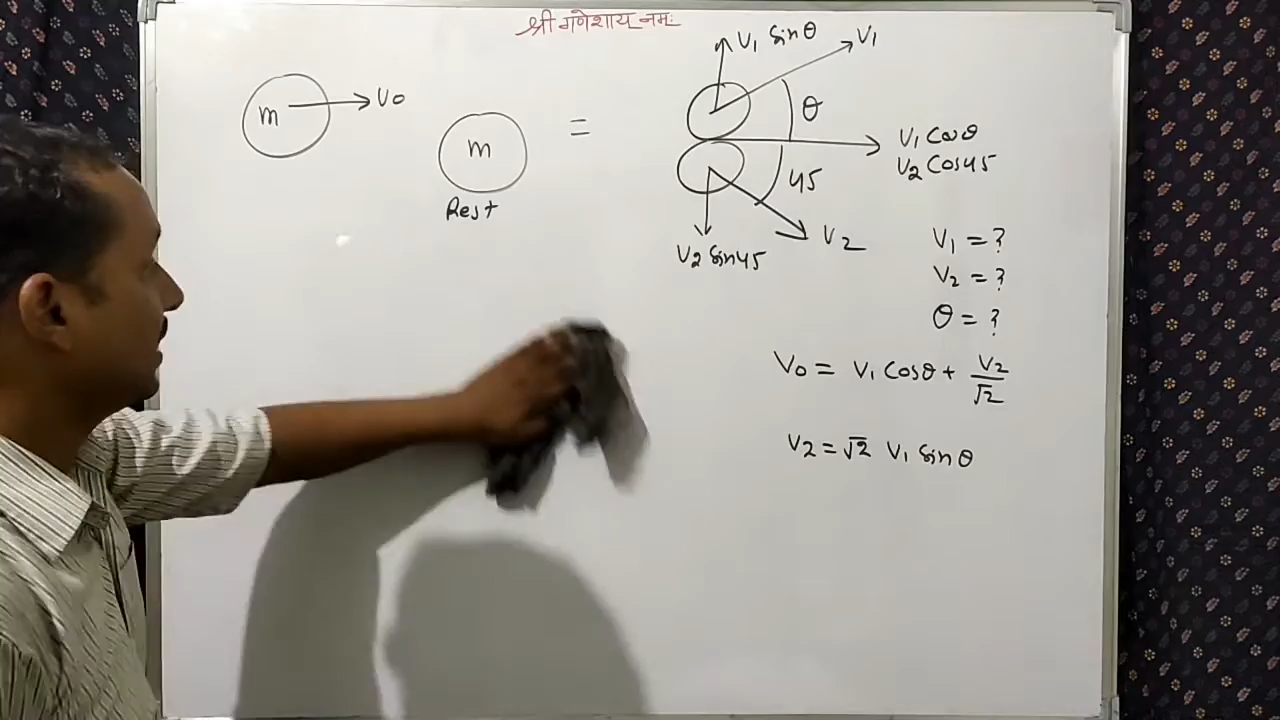 श्री गणेशाय नमः
m
V0
m
Rest
=
V1 Sinθ
V1
θ
V1 Cosθ
V2 Cos45
45
V2
V2 Sin45
V1 = ?
V2 = ?
θ = ?
V0 = V1 Cosθ + V2/√2
V2 = √2 V1 Sinθ